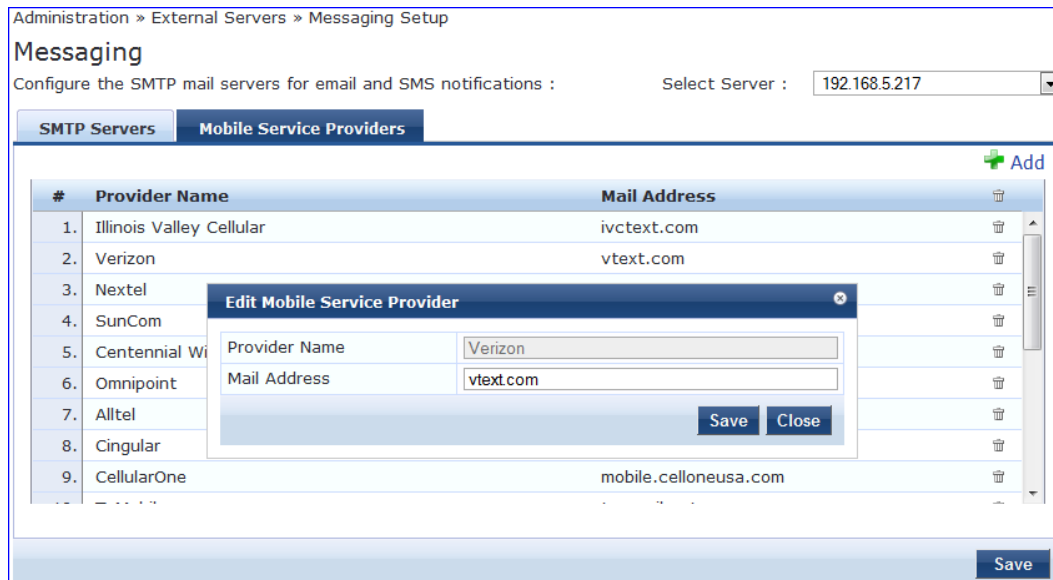 Administration » External Servers » Messaging Setup
Messaging
Configure the SMTP mail servers for email and SMS notifications : Select Server : 192.168.5.217
SMTP Servers Mobile Service Providers
Add
# Provider Name Mail Address
1. Illinois Valley Cellular ivctext.com
2. Verizon vtext.com
3. Nextel
Edit Mobile Service Provider
4. SunCom
Provider Name Verizon
5. Centennial Wi
Mail Address vtext.com
6. Omnipoint
7. Alltel
Save Close
8. Cingular
9. CellularOne mobile.celloneusa.com
Save